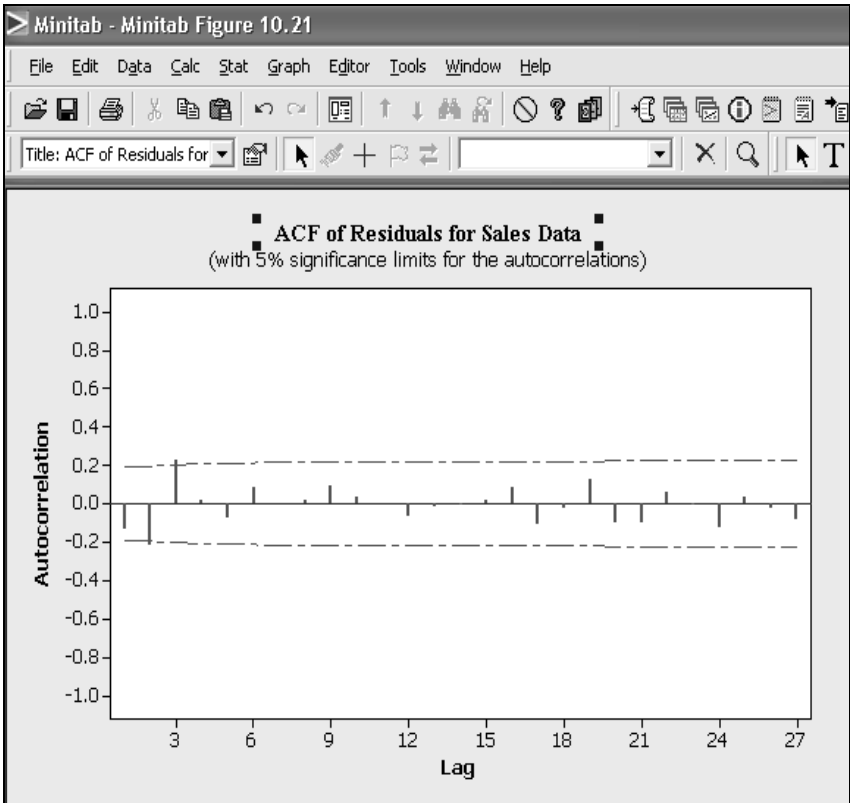 Minitab - Minitab Figure 10.21
File Edit Data Calc Stat Graph Editor Tools Window Help
Title: ACF of Residuals for
T
ACF of Residuals for Sales Data
(with 5% significance limits for the autocorrelations)
Autocorrelation
1.0
0.8
0.6
0.4
0.2
0.0
-0.2
-0.4
-0.6
-0.8
-1.0
3 6 9 12 15 18 21 24 27
Lag